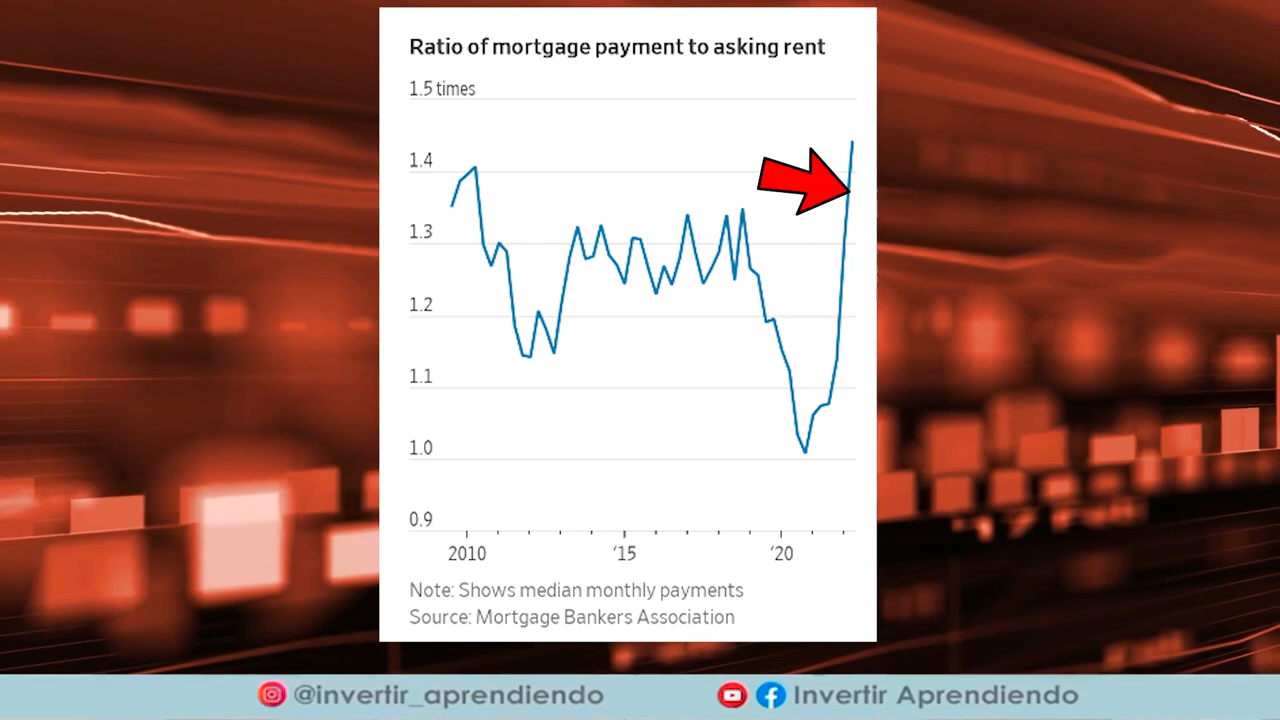 Ratio of mortgage payment to asking rent
1.5 times
1.4
1.3
1.2
1.1
1.0
0.9
2010 ‘15 ‘20
Note: Shows median monthly payments
Source: Mortgage Bankers Association
@invertir_aprendiendo Invertir Aprendiendo